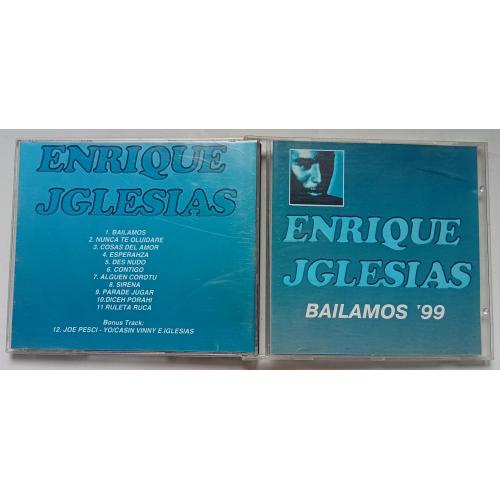 ENRIQUE
JGLESIAS
1. BAILAMOS
2. NUNCA TE OLUIDARE
3. COSAS DEL AMOR
4. ESPERAHZA
5. DES NUDO
6. CONTIGO
7. ALGUEN COROTU
8. SIRENA
9. PARADE JUGAR
10.DICEH PORAHI
11 RULETA RUCA
Bonus Track:
12. JOE PESCI - YO/CASIN VINNY E.IGLESIAS
ENRIQUE
JGLESIAS
BAILAMOS '99